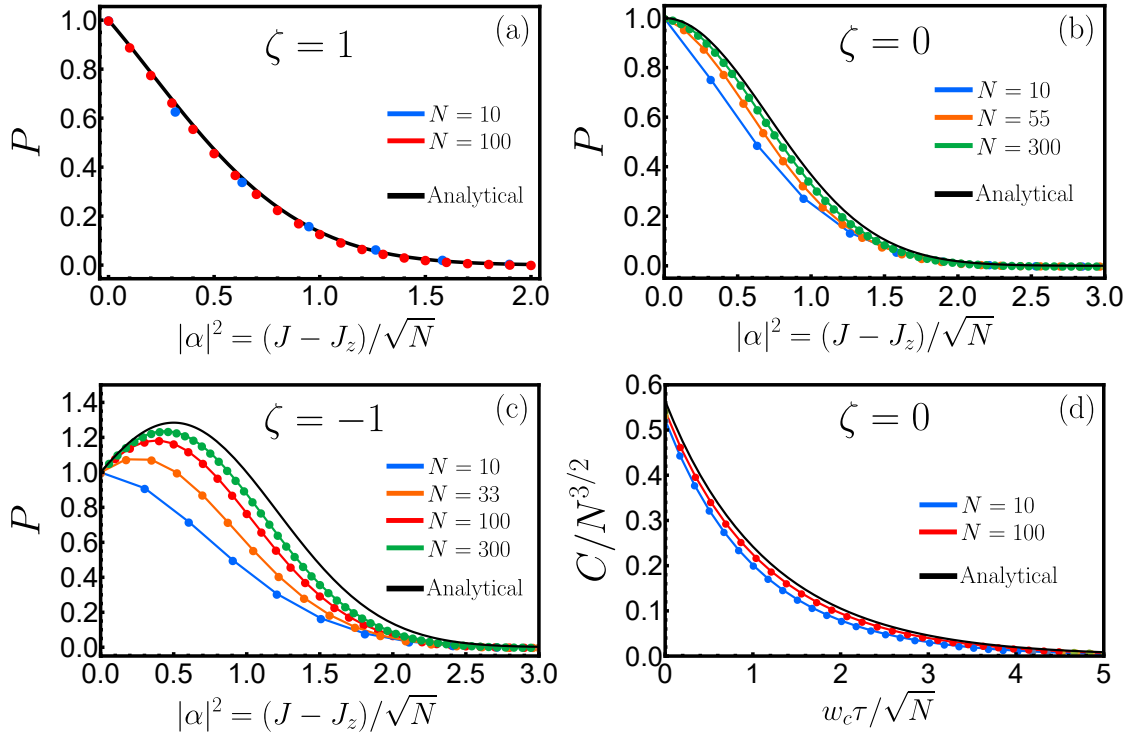 (a)
ζ = 1
P
1.0
0.8
0.6
0.4
0.2
0.0
N = 10
N = 100
Analytical
0.0 0.5 1.0 1.5 2.0
|α|² = (J − J_z)/√N
(b)
ζ = 0
P
1.0
0.8
0.6
0.4
0.2
0.0
N = 10
N = 55
N = 300
Analytical
0.0 0.5 1.0 1.5 2.0 2.5 3.0
|α|² = (J − J_z)/√N
(c)
ζ = −1
P
1.4
1.2
1.0
0.8
0.6
0.4
0.2
0.0
N = 10
N = 33
N = 100
N = 300
Analytical
0.0 0.5 1.0 1.5 2.0 2.5 3.0
|α|² = (J − J_z)/√N
(d)
ζ = 0
C/N^{3/2}
0.6
0.5
0.4
0.3
0.2
0.1
0.0
N = 10
N = 100
Analytical
0 1 2 3 4 5
w_cτ/√N